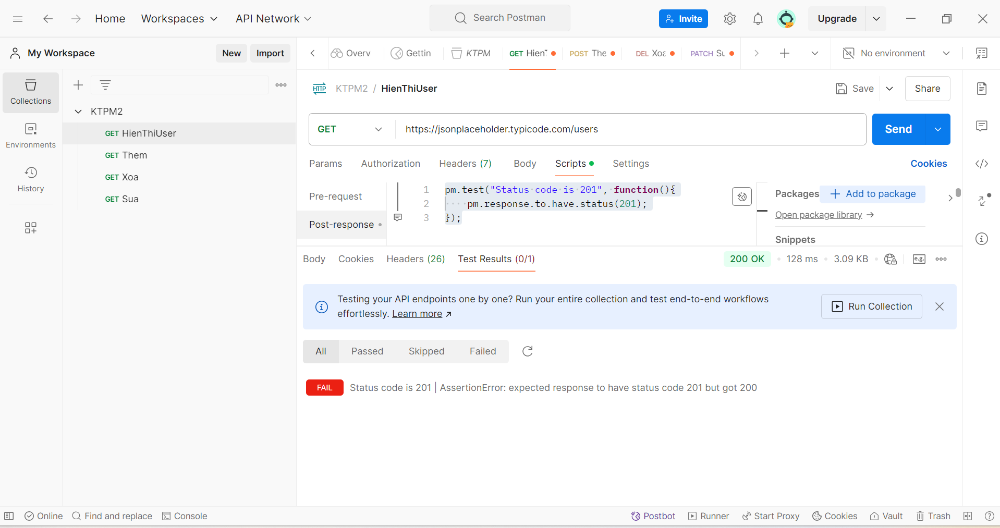 Home Workspaces API Network Search Postman Invite Upgrade
My Workspace New Import
Overv Gettin KTPM GET HienT POST The DEL Xoa PATCH Su No environment
Collections
Environments
History
KTPM2
GET HienThiUser
GET Them
GET Xoa
GET Sua
HTTP KTPM2 / HienThiUser Save Share
GET https://jsonplaceholder.typicode.com/users Send
Params Authorization Headers (7) Body Scripts Settings Cookies
Pre-request
Post-response
1 pm.test("Status code is 201", function(){
2 pm.response.to.have.status(201);
3 });
Packages + Add to package
Open package library →
Snippets
Body Cookies Headers (26) Test Results (0/1) 200 OK • 128 ms • 3.09 KB • e.g.
Testing your API endpoints one by one? Run your entire collection and test end-to-end workflows
effortlessly. Learn more ↗
Run Collection
All Passed Skipped Failed
FAIL Status code is 201 | AssertionError: expected response to have status code 201 but got 200
Online Find and replace Console Postbot Runner Start Proxy Cookies Vault Trash